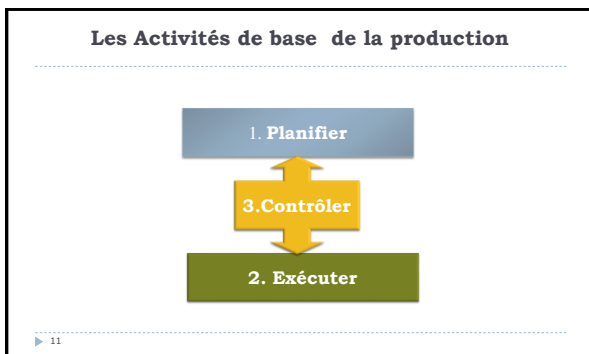 Les Activités de base de la production
1. Planifier
3.Contrôler
2. Exécuter
11